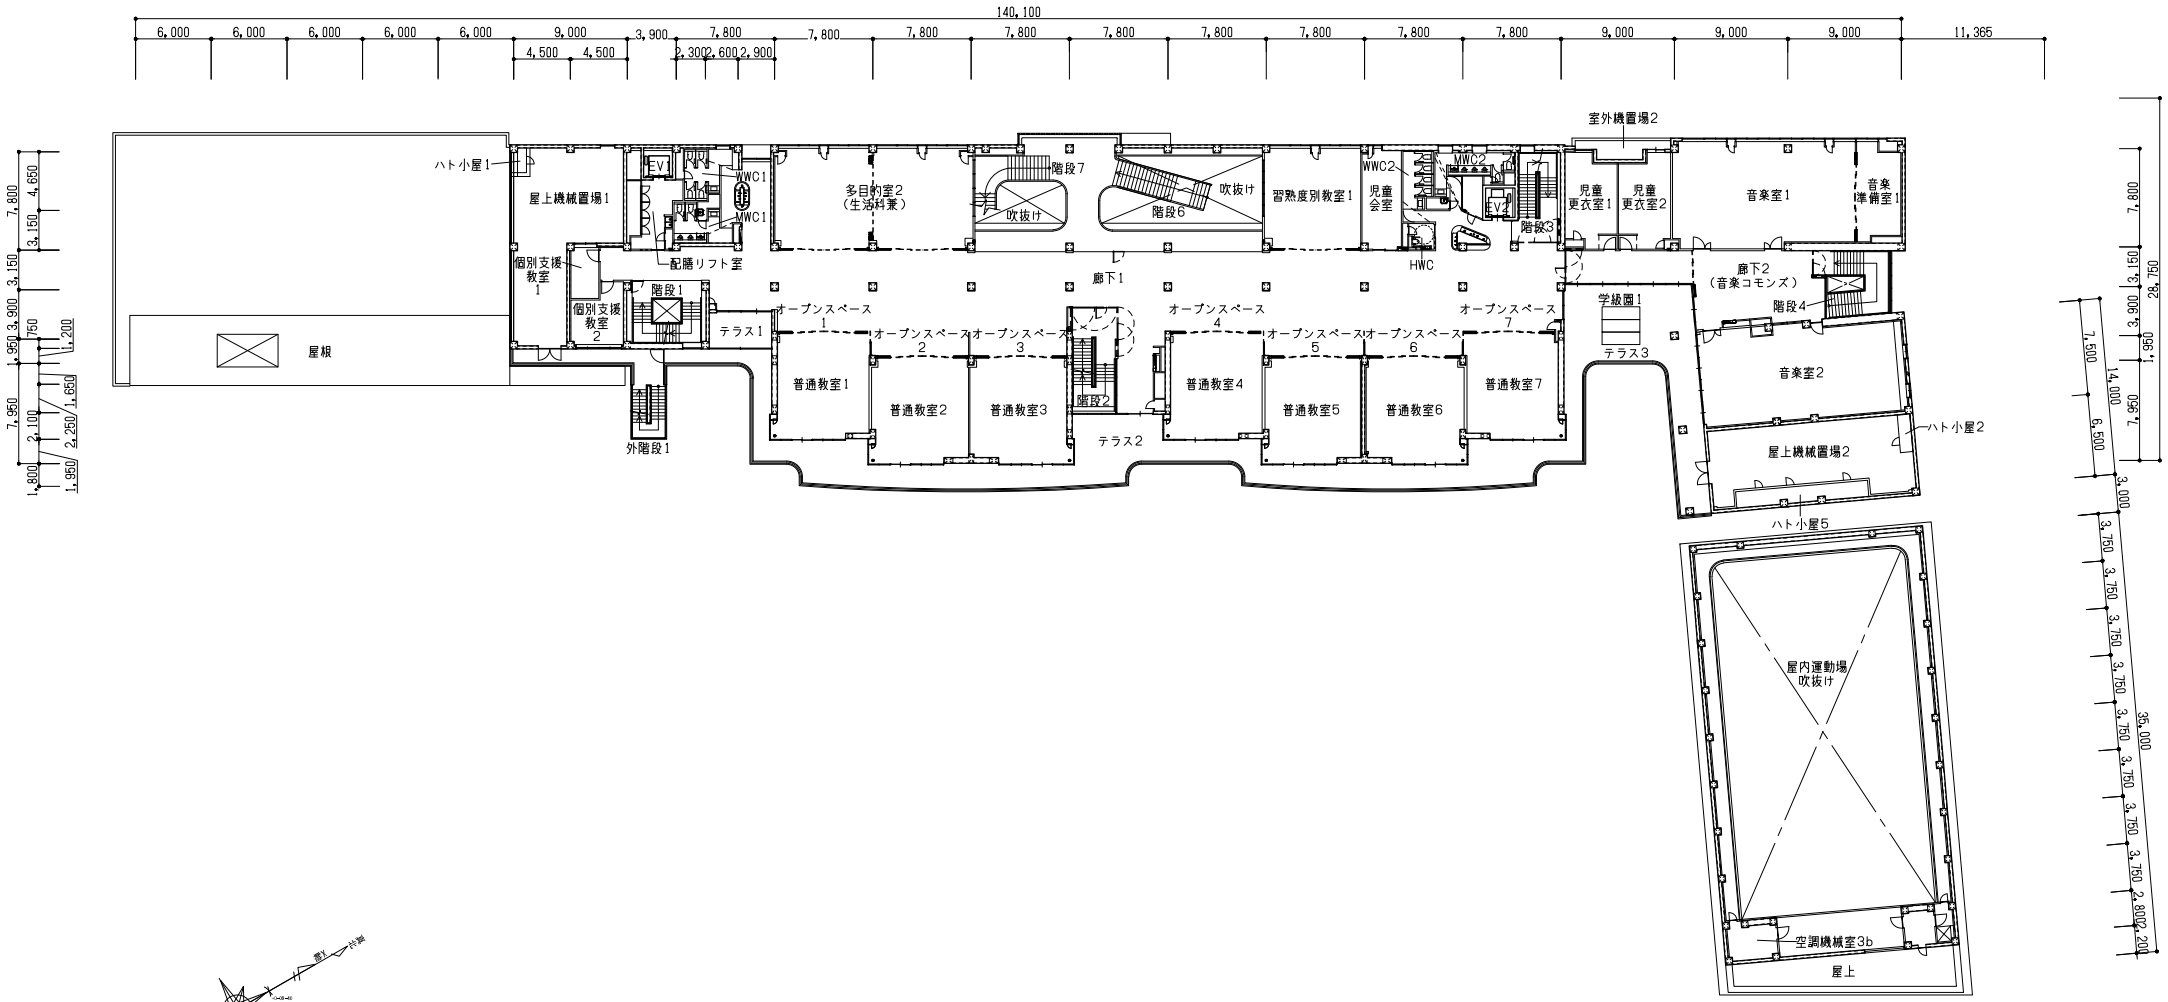 140,100
6,000 6,000 6,000 6,000 6,000 9,000 3,900 7,800 7,800 7,800 7,800 7,800 7,800 7,800 7,800 7,800 9,000 9,000 9,000 11,365
4,500 4,500 2,300 2,600 2,900
室外機置場2
ハト小屋1
EV1
WWC1
MWC1
屋上機械置場1
多目的室2
(生活科兼)
階段7
吹抜け
階段6
吹抜け
習熟度別教室1
児童
会室
WWC2
MWC2
EV2
階段3
HWC
児童
更衣室1
児童
更衣室2
音楽室1
音楽
準備室1
個別支援
教室
1
配膳リフト室
廊下1
廊下2
(音楽コモンズ)
階段4
個別支援
教室
2
階段1
テラス1
オープンスペース
1
オープンスペース
2
オープンスペース
3
オープンスペース
4
オープンスペース
5
オープンスペース
6
オープンスペース
7
学級園1
テラス3
屋根
普通教室1
普通教室2
普通教室3
階段2
普通教室4
普通教室5
普通教室6
普通教室7
音楽室2
外階段1
テラス2
ハト小屋2
屋上機械置場2
ハト小屋5
屋内運動場
吹抜け
空調機械室3b
屋上
7,800
4,650
3,150
3,150
3,900
3,900
750
1,200
1,950
1,650
7,950
2,100
2,250
1,800
1,950
7,800
3,150
28,750
3,900
1,950
7,950
7,500
14,000
6,500
3,000
3,750
3,750
3,750
3,750
3,750
3,750
3,750
3,750
35,000
2,800
2,200